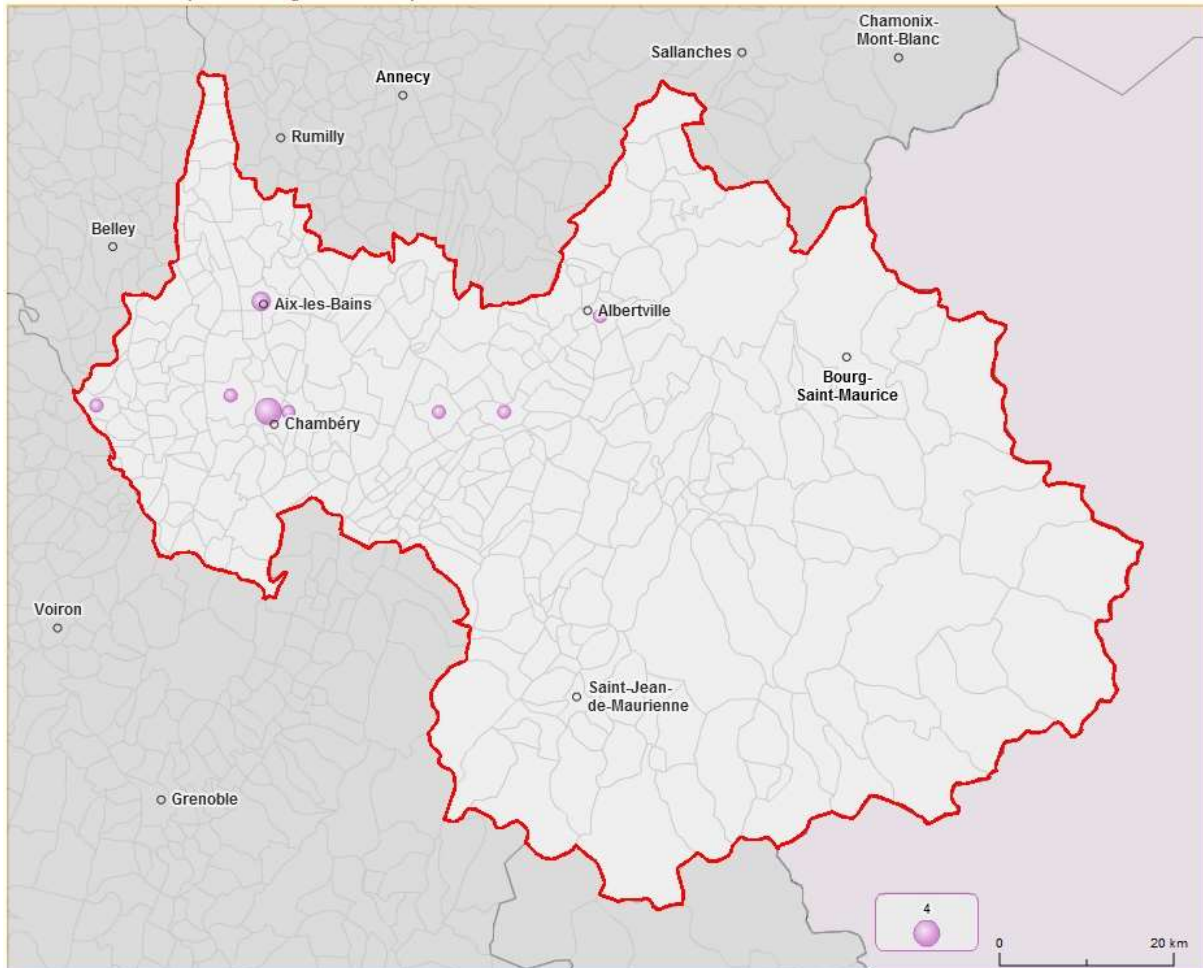 Chamonix-
Mont-Blanc
Sallanches
Annecy
Rumilly
Belley
Aix-les-Bains
Albertville
Bourg-
Saint-Maurice
Chambéry
Voiron
Saint-Jean-
de-Maurienne
Grenoble
4
0
20 km